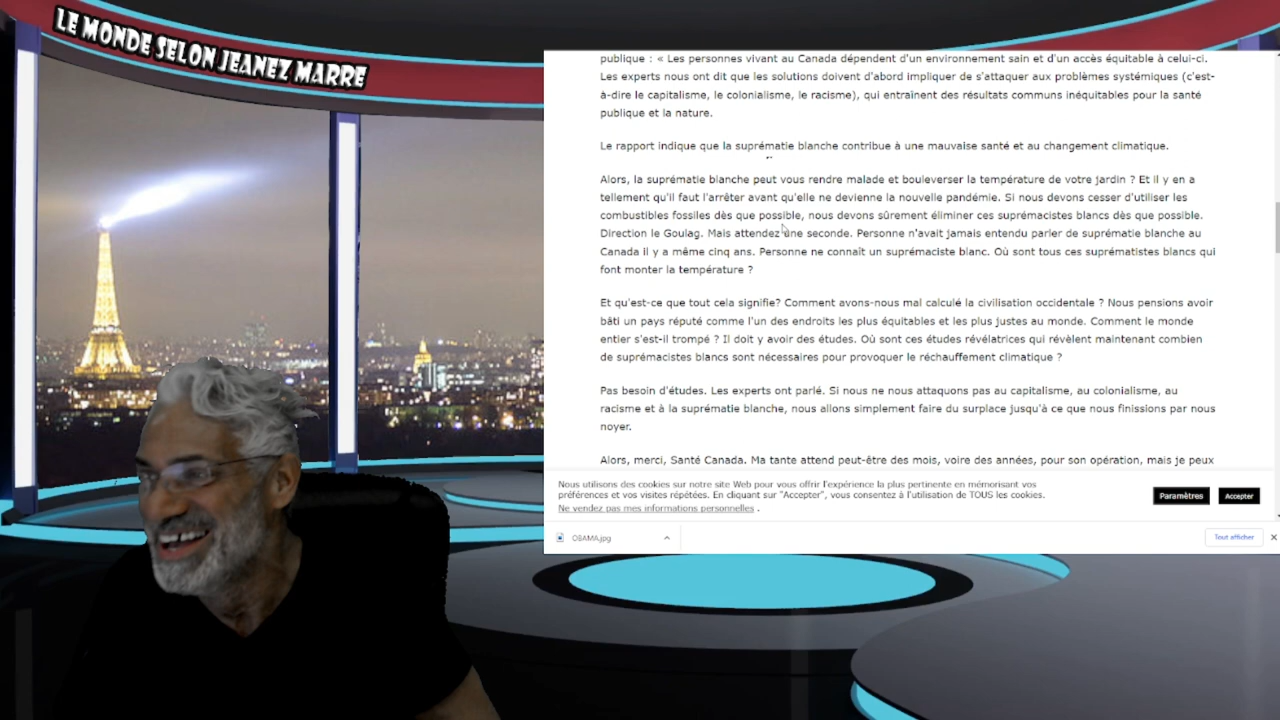 LE MONDE SELON JEANEZ MARRE
publique : « Les personnes vivant au Canada dépendent d'un environnement sain et d'un accès équitable à celui-ci.
Les experts nous ont dit que les solutions doivent d'abord impliquer de s'attaquer aux problèmes systémiques (c'est-
à-dire le capitalisme, le colonialisme, le racisme), qui entraînent des résultats communs inéquitables pour la santé
publique et la nature.
Le rapport indique que la suprématie blanche contribue à une mauvaise santé et au changement climatique.
Alors, la suprématie blanche peut vous rendre malade et bouleverser la température de votre jardin ? Et il y en a
tellement qu'il faut l'arrêter avant qu'elle ne devienne la nouvelle pandémie. Si nous devons cesser d'utiliser les
combustibles fossiles dès que possible, nous devons sûrement éliminer ces suprémacistes blancs dès que possible.
Direction le Goulag. Mais attendez une seconde. Personne n'avait jamais entendu parler de suprématie blanche au
Canada il y a même cinq ans. Personne ne connaît un suprémaciste blanc. Où sont tous ces suprématistes blancs qui
font monter la température ?
Et qu'est-ce que tout cela signifie? Comment avons-nous mal calculé la civilisation occidentale ? Nous pensions avoir
bâti un pays réputé comme l'un des endroits les plus équitables et les plus justes au monde. Comment le monde
entier s'est-il trompé ? Il doit y avoir des études. Où sont ces études révélatrices qui révèlent maintenant combien
de suprémacistes blancs sont nécessaires pour provoquer le réchauffement climatique ?
Pas besoin d'études. Les experts ont parlé. Si nous ne nous attaquons pas au capitalisme, au colonialisme, au
racisme et à la suprématie blanche, nous allons simplement faire du surplace jusqu'à ce que nous finissions par nous
noyer.
Alors, merci, Santé Canada. Ma tante attend peut-être des mois, voire des années, pour son opération, mais je peux
Nous utilisons des cookies sur notre site Web pour vous offrir l'expérience la plus pertinente en mémorisant vos
préférences et vos visites répétées. En cliquant sur "Accepter", vous consentez à l'utilisation de TOUS les cookies.
Ne vendez pas mes informations personnelles .
Paramètres
Accepter
OBAMA.jpg
Tout afficher